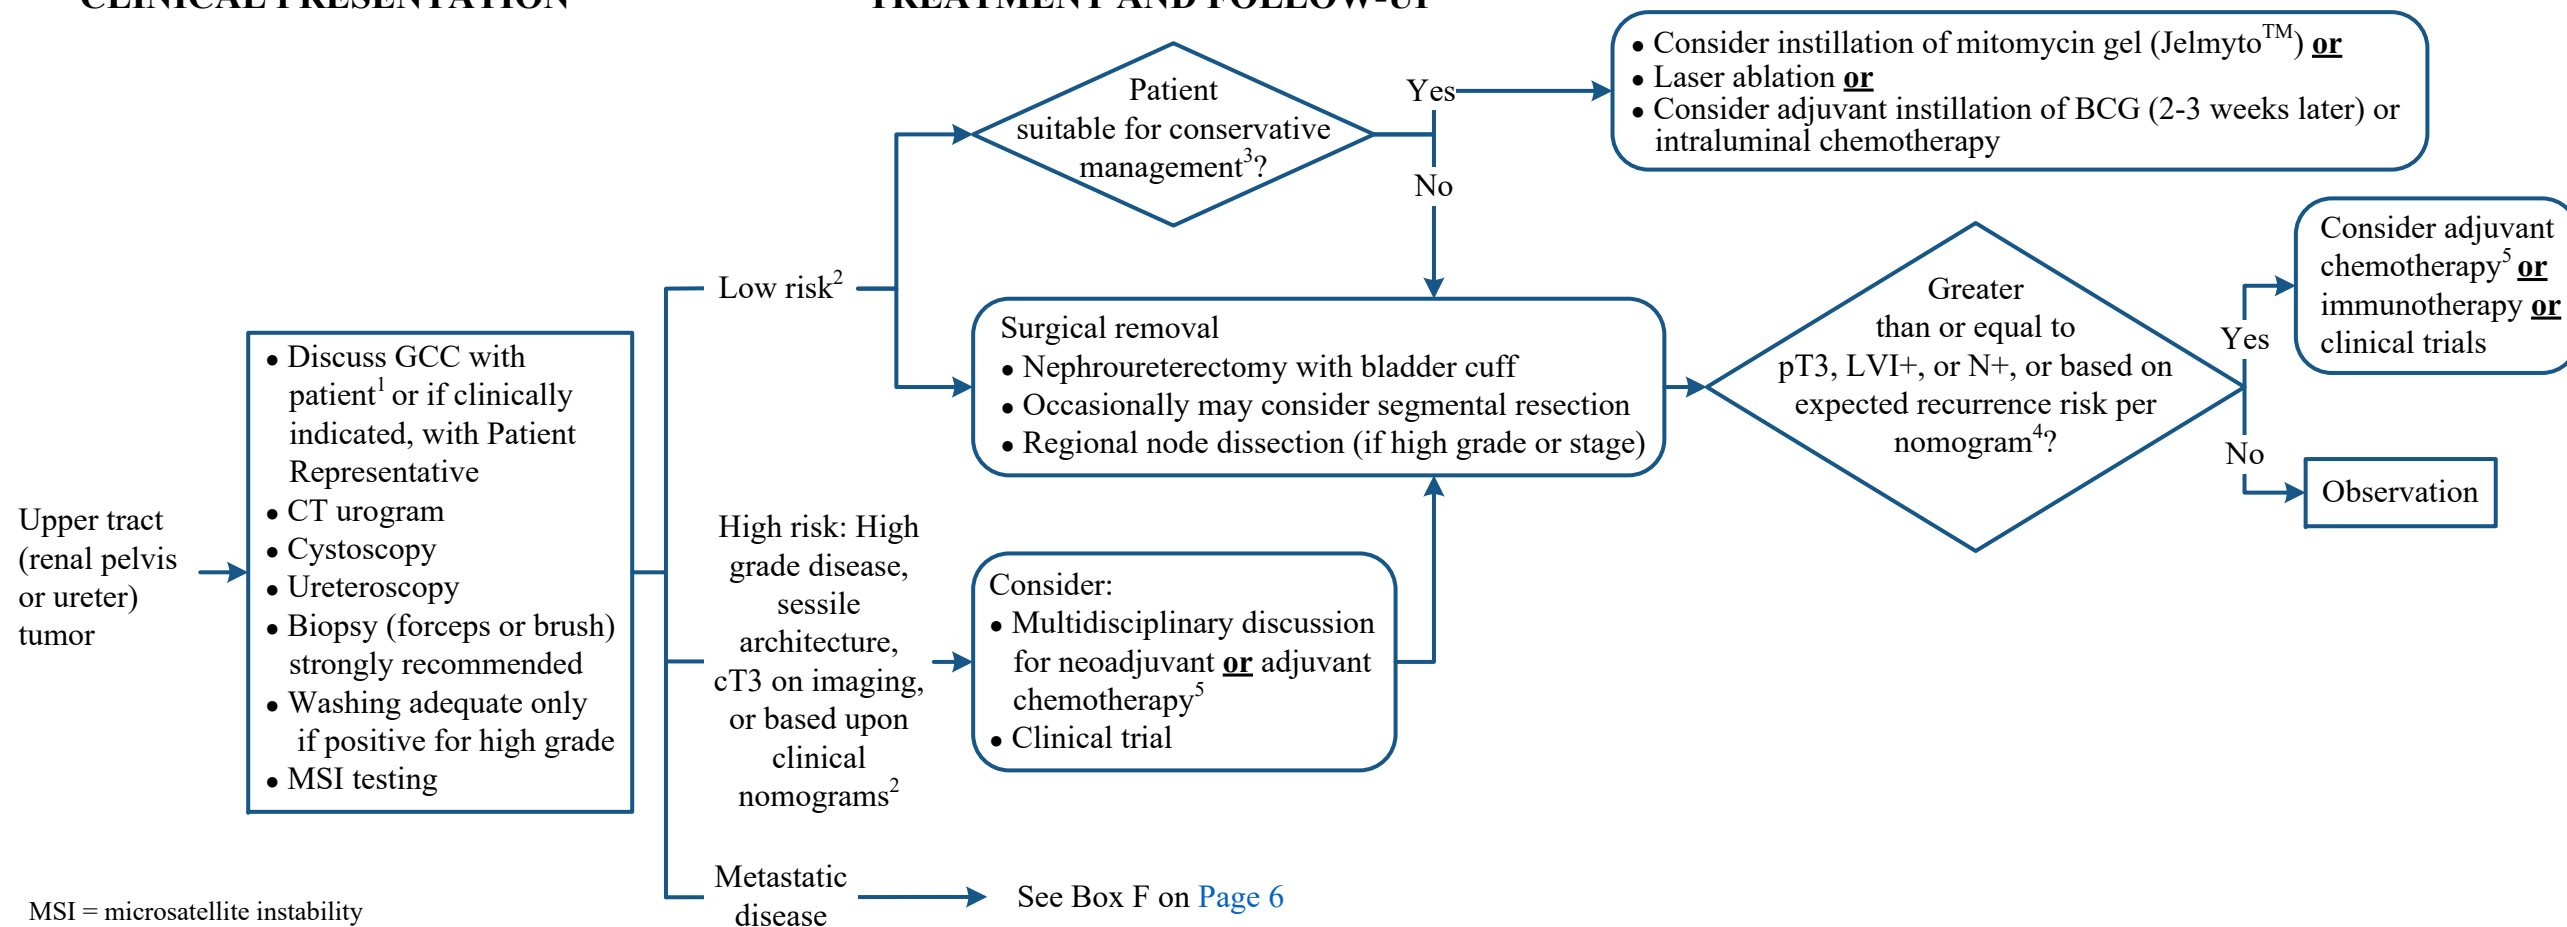 CLINICAL PRESENTATION
TREATMENT AND FOLLOW-UP
Upper tract
(renal pelvis
or ureter)
tumor
● Discuss GCC with
patient1 or if clinically
indicated, with Patient
Representative
● CT urogram
● Cystoscopy
● Ureteroscopy
● Biopsy (forceps or brush)
strongly recommended
● Washing adequate only
if positive for high grade
● MSI testing
Low risk2
Patient
suitable for conservative
management3?
Yes
● Consider instillation of mitomycin gel (JelmytoTM) or
● Laser ablation or
● Consider adjuvant instillation of BCG (2-3 weeks later) or
intraluminal chemotherapy
No
Surgical removal
● Nephroureterectomy with bladder cuff
● Occasionally may consider segmental resection
● Regional node dissection (if high grade or stage)
Greater
than or equal to
pT3, LVI+, or N+, or based on
expected recurrence risk per
nomogram4?
Yes
Consider adjuvant
chemotherapy5 or
immunotherapy or
clinical trials
No
Observation
High risk: High
grade disease,
sessile
architecture,
cT3 on imaging,
or based upon
clinical
nomograms2
Consider:
● Multidisciplinary discussion
for neoadjuvant or adjuvant
chemotherapy5
● Clinical trial
Metastatic
disease
See Box F on Page 6
MSI = microsatellite instability